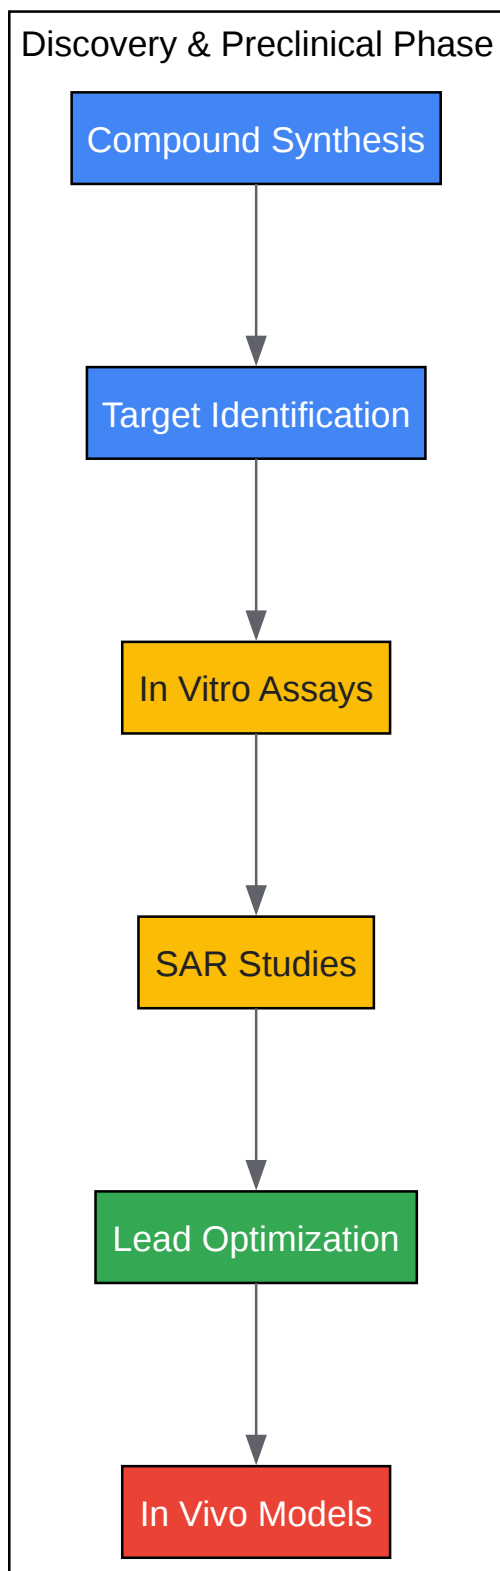 Discovery & Preclinical Phase
Compound Synthesis
Target Identification
In Vitro Assays
SAR Studies
Lead Optimization
In Vivo Models